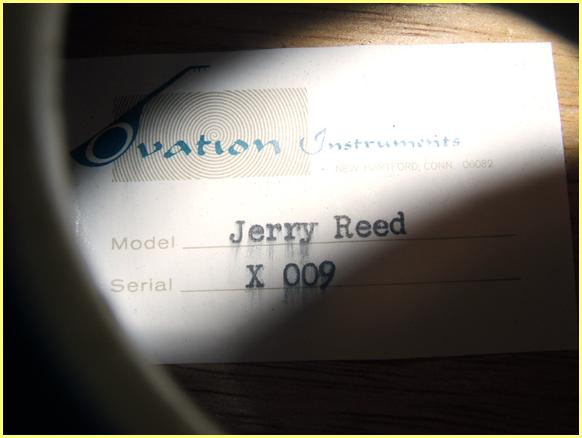 Ovation Instruments
NEW HARTFORD, CONN. 06082
Model Jerry Reed
Serial X 009